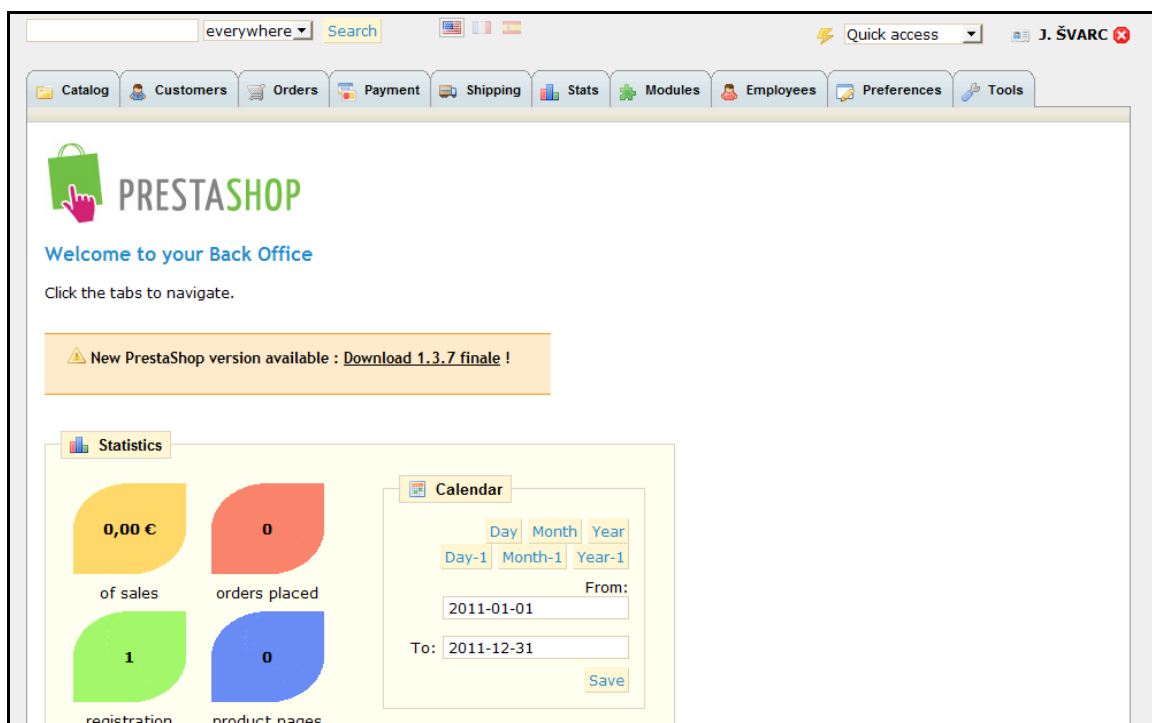 everywhere Search Quick access J. ŠVARC
Catalog Customers Orders Payment Shipping Stats Modules Employees Preferences Tools
PRESTASHOP
Welcome to your Back Office
Click the tabs to navigate.
New PrestaShop version available : Download 1.3.7 finale !
Statistics
0,00 €
of sales
0
orders placed
1
registration
0
product pages
Calendar
Day Month Year
Day-1 Month-1 Year-1
From:
2011-01-01
To: 2011-12-31
Save